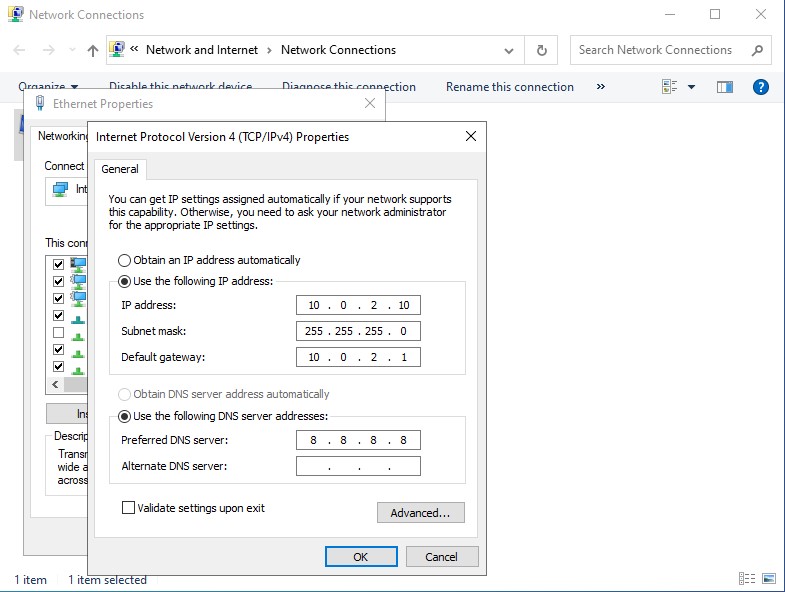 Network Connections
« Network and Internet > Network Connections
Search Network Connections
Organize Disable this network device Diagnose this connection Rename this connection »
Ethernet Properties
Networking
Connect
This conn
Internet Protocol Version 4 (TCP/IPv4) Properties
General
You can get IP settings assigned automatically if your network supports
this capability. Otherwise, you need to ask your network administrator
for the appropriate IP settings.
Obtain an IP address automatically
Use the following IP address:
IP address: 10 . 0 . 2 . 10
Subnet mask: 255 . 255 . 255 . 0
Default gateway: 10 . 0 . 2 . 1
Obtain DNS server address automatically
Use the following DNS server addresses:
Preferred DNS server: 8 . 8 . 8 . 8
Alternate DNS server: . . .
Validate settings upon exit
Advanced...
OK Cancel
Descrip
Transm
wide a
across
1 item 1 item selected